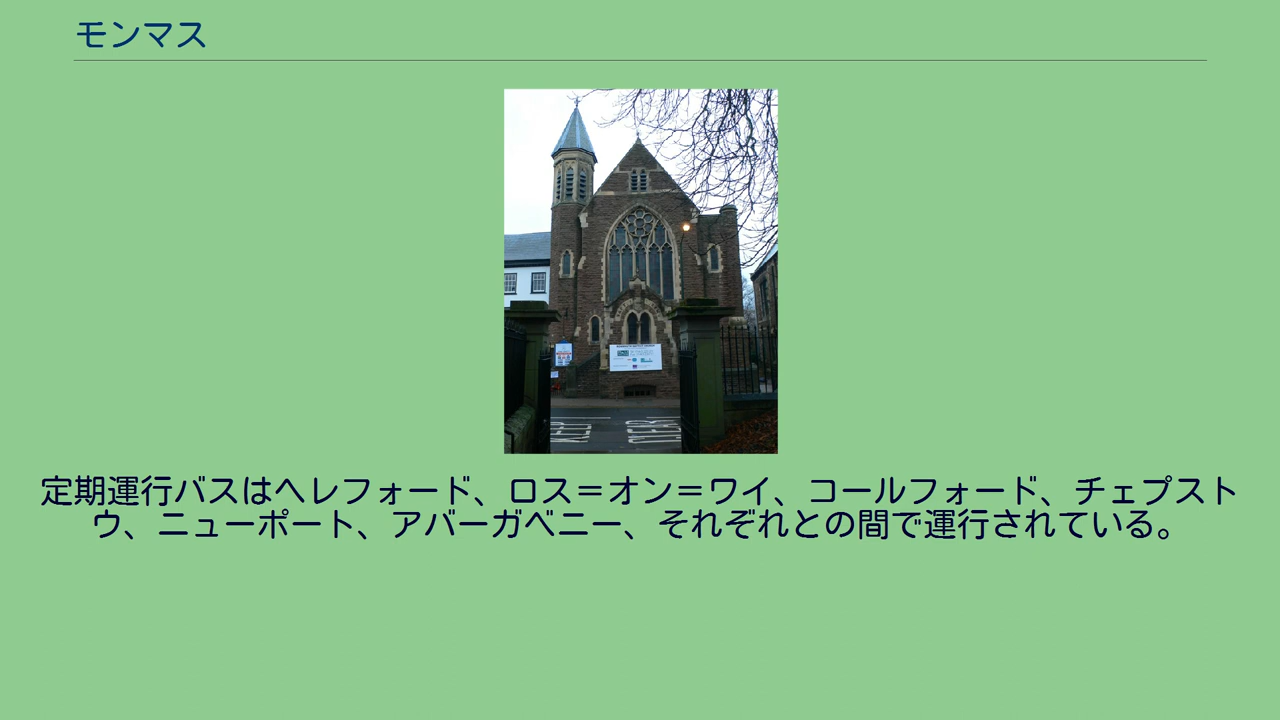 モンマス
定期運行バスはヘレフォード、ロス＝オン＝ワイ、コールフォード、チェプスト
ウ、ニューポート、アバーガベニー、それぞれとの間で運行されている。
KEEP